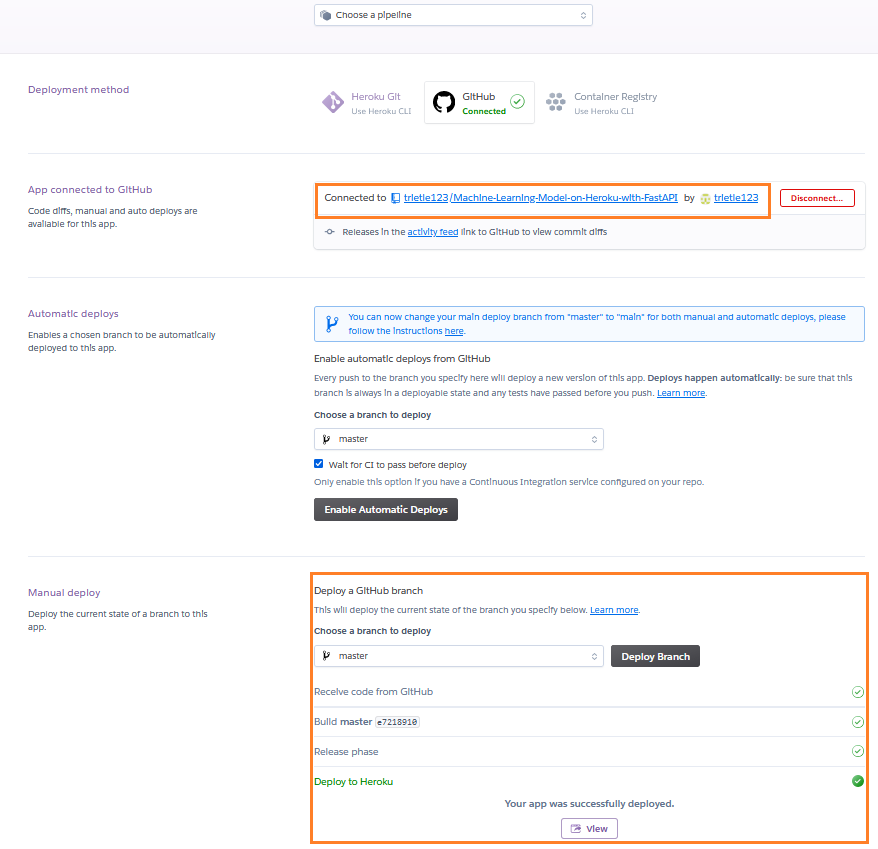 Choose a pipeline
Deployment method
Heroku Git
Use Heroku CLI
GitHub
Connected
Container Registry
Use Heroku CLI
App connected to GitHub
Code diffs, manual and auto deploys are
available for this app.
Connected to trletle123/Machine-Learning-Model-on-Heroku-with-FastAPI by trletle123
Disconnect...
Releases in the activity feed link to GitHub to view commit diffs
Automatic deploys
Enables a chosen branch to be automatically
deployed to this app.
You can now change your main deploy branch from "master" to "main" for both manual and automatic deploys, please
follow the instructions here.
Enable automatic deploys from GitHub
Every push to the branch you specify here will deploy a new version of this app. Deploys happen automatically: be sure that this
branch is always in a deployable state and any tests have passed before you push. Learn more.
Choose a branch to deploy
master
Wait for CI to pass before deploy
Only enable this option if you have a Continuous Integration service configured on your repo.
Enable Automatic Deploys
Manual deploy
Deploy the current state of a branch to this
app.
Deploy a GitHub branch
This will deploy the current state of the branch you specify below. Learn more.
Choose a branch to deploy
master
Deploy Branch
Receive code from GitHub
Build master e7218910
Release phase
Deploy to Heroku
Your app was successfully deployed.
View